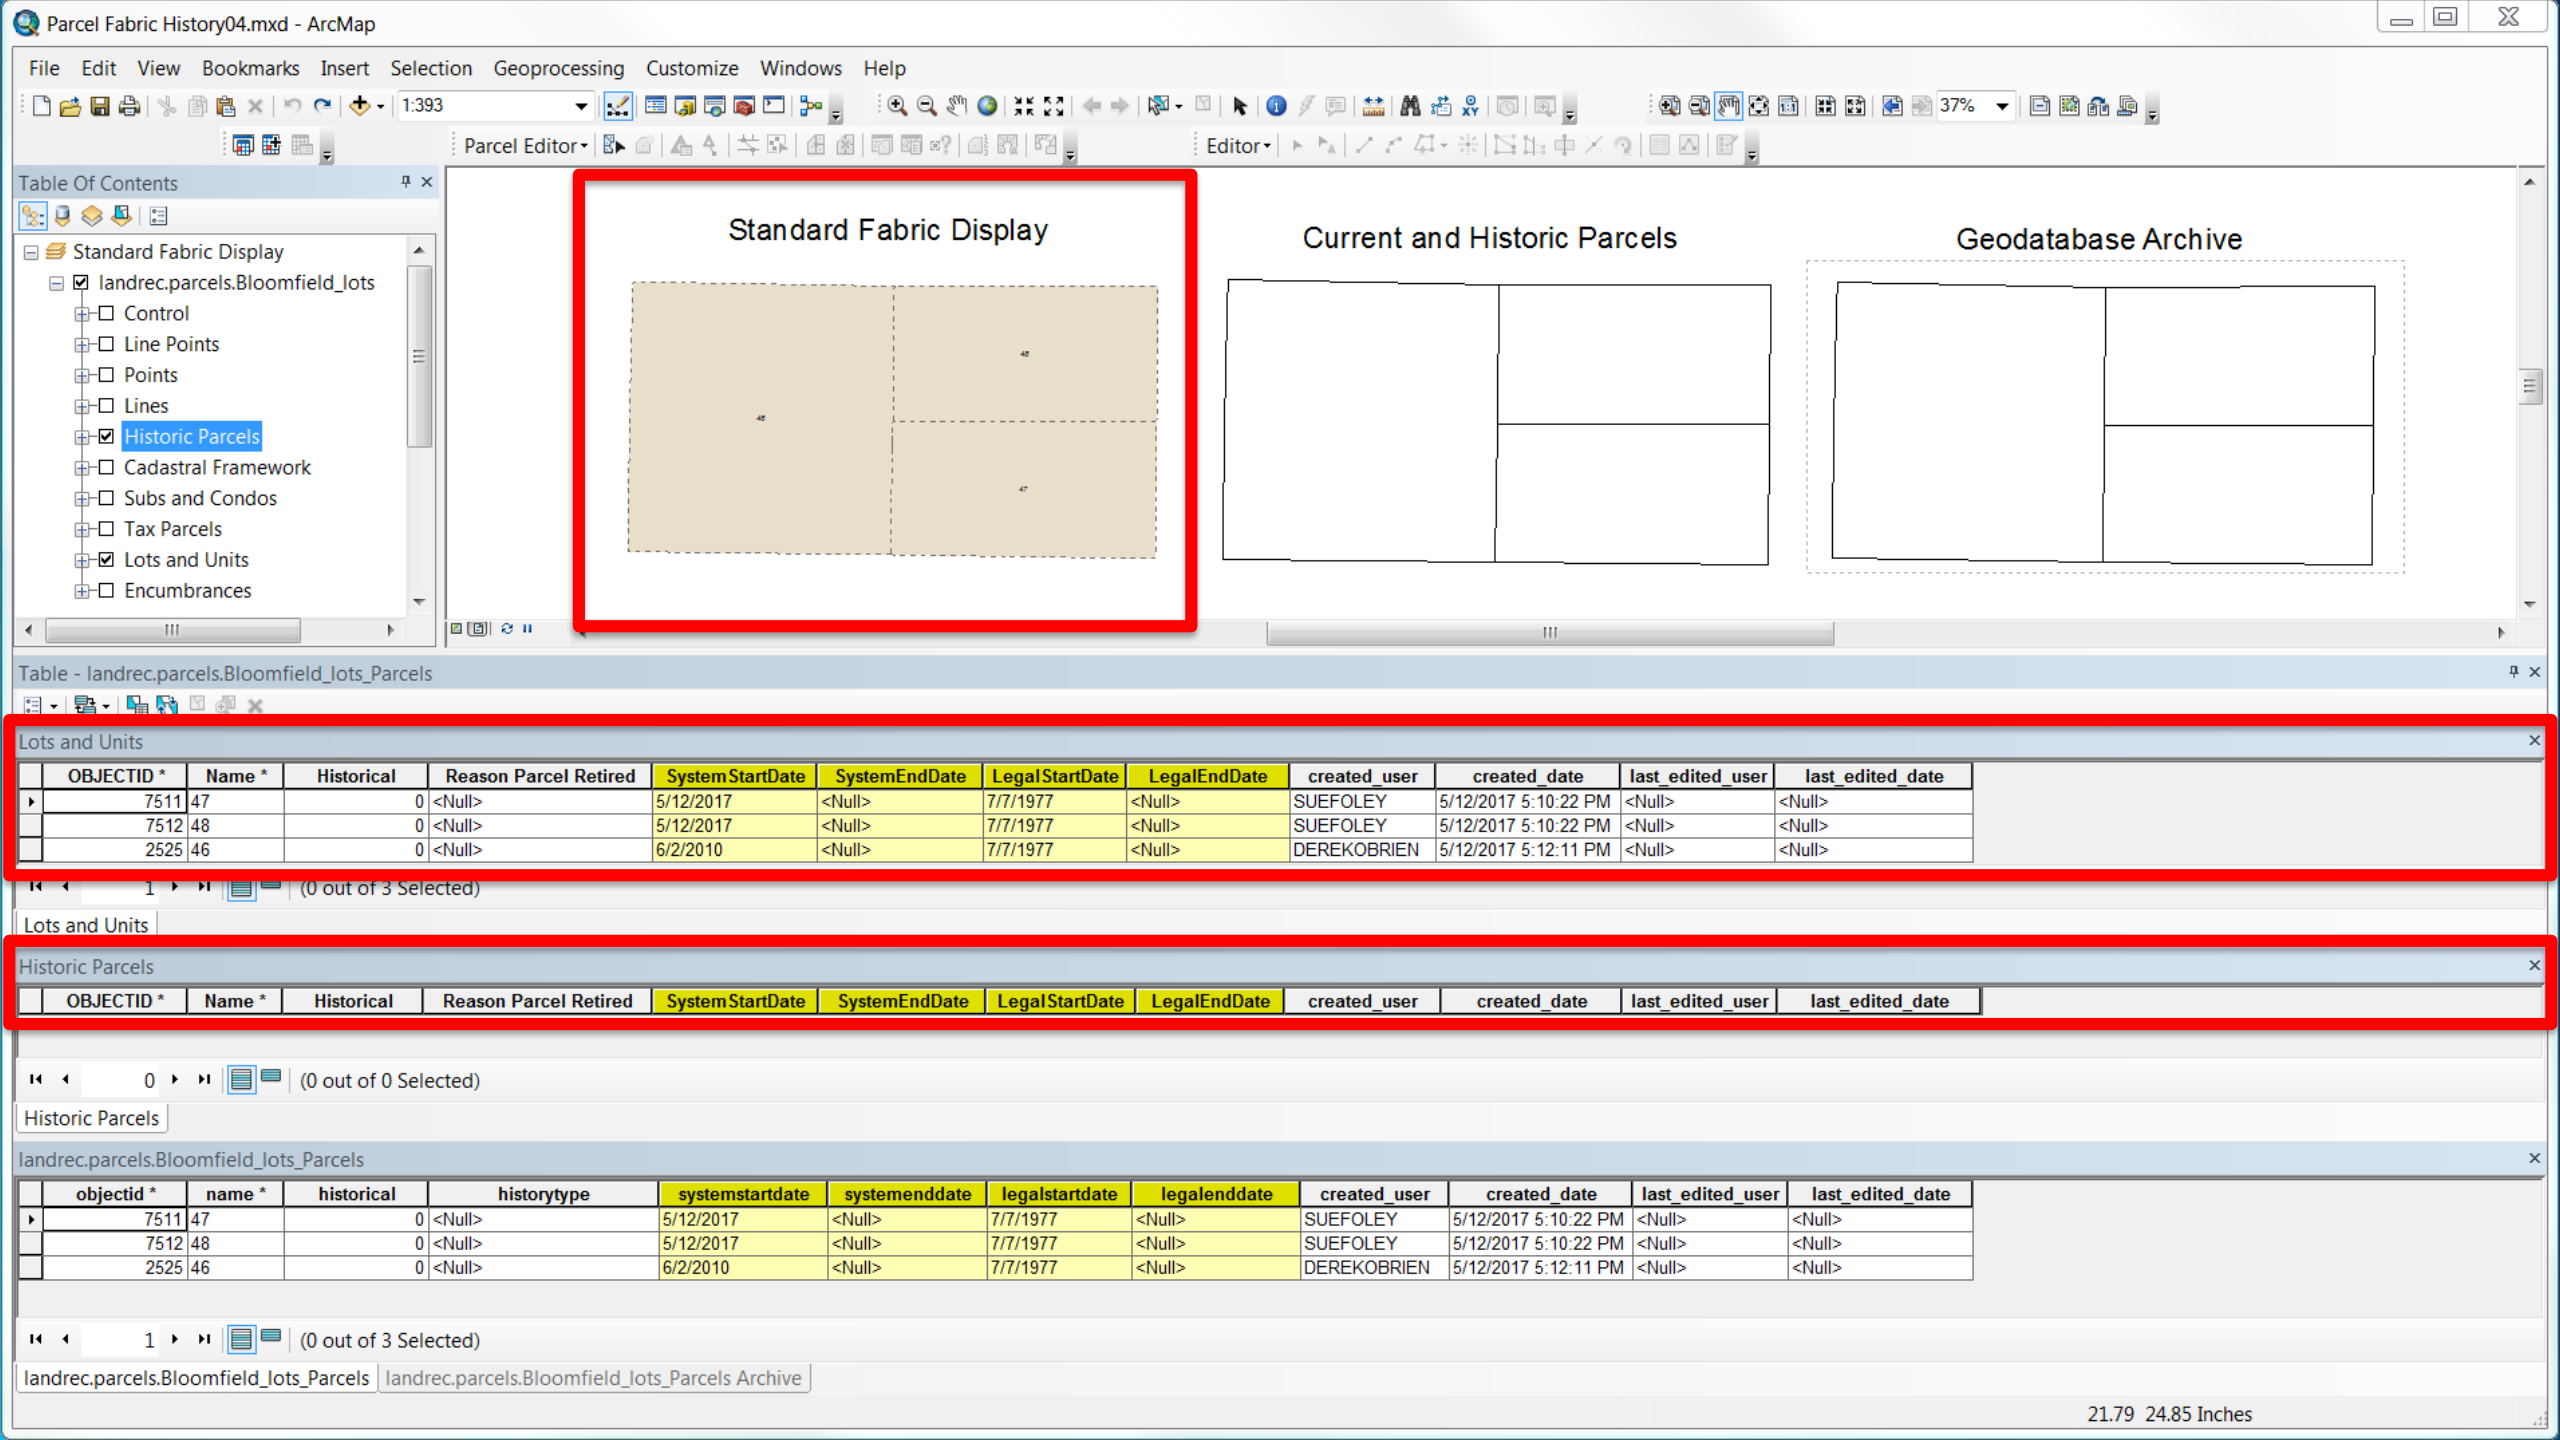 Parcel Fabric History04.mxd - ArcMap
File Edit View Bookmarks Insert Selection Geoprocessing Customize Windows Help
1:393
37%
Parcel Editor
Editor
Table Of Contents
Standard Fabric Display
landrec.parcels.Bloomfield_lots
Control
Line Points
Points
Lines
Historic Parcels
Cadastral Framework
Subs and Condos
Tax Parcels
Lots and Units
Encumbrances
Standard Fabric Display
47
Current and Historic Parcels
Geodatabase Archive
Table - landrec.parcels.Bloomfield_lots_Parcels
Lots and Units
OBJECTID * Name * Historical Reason Parcel Retired SystemStartDate SystemEndDate LegalStartDate LegalEndDate created_user created_date last_edited_user last_edited_date
7511 47 0 <Null> 5/12/2017 <Null> 7/7/1977 <Null> SUEFOLEY 5/12/2017 5:10:22 PM <Null> <Null>
7512 48 0 <Null> 5/12/2017 <Null> 7/7/1977 <Null> SUEFOLEY 5/12/2017 5:10:22 PM <Null> <Null>
2525 46 0 <Null> 6/2/2010 <Null> 7/7/1977 <Null> DEREKOBRIEN 5/12/2017 5:12:11 PM <Null> <Null>
1 (0 out of 3 Selected)
Lots and Units
Historic Parcels
OBJECTID * Name * Historical Reason Parcel Retired SystemStartDate SystemEndDate LegalStartDate LegalEndDate created_user created_date last_edited_user last_edited_date
0 (0 out of 0 Selected)
Historic Parcels
landrec.parcels.Bloomfield_lots_Parcels
objectid * name * historical historytype systemstartdate systemenddate legalstartdate legalenddate created_user created_date last_edited_user last_edited_date
7511 47 0 <Null> 5/12/2017 <Null> 7/7/1977 <Null> SUEFOLEY 5/12/2017 5:10:22 PM <Null> <Null>
7512 48 0 <Null> 5/12/2017 <Null> 7/7/1977 <Null> SUEFOLEY 5/12/2017 5:10:22 PM <Null> <Null>
2525 46 0 <Null> 6/2/2010 <Null> 7/7/1977 <Null> DEREKOBRIEN 5/12/2017 5:12:11 PM <Null> <Null>
1 (0 out of 3 Selected)
landrec.parcels.Bloomfield_lots_Parcels landrec.parcels.Bloomfield_lots_Parcels Archive
21.79 24.85 Inches